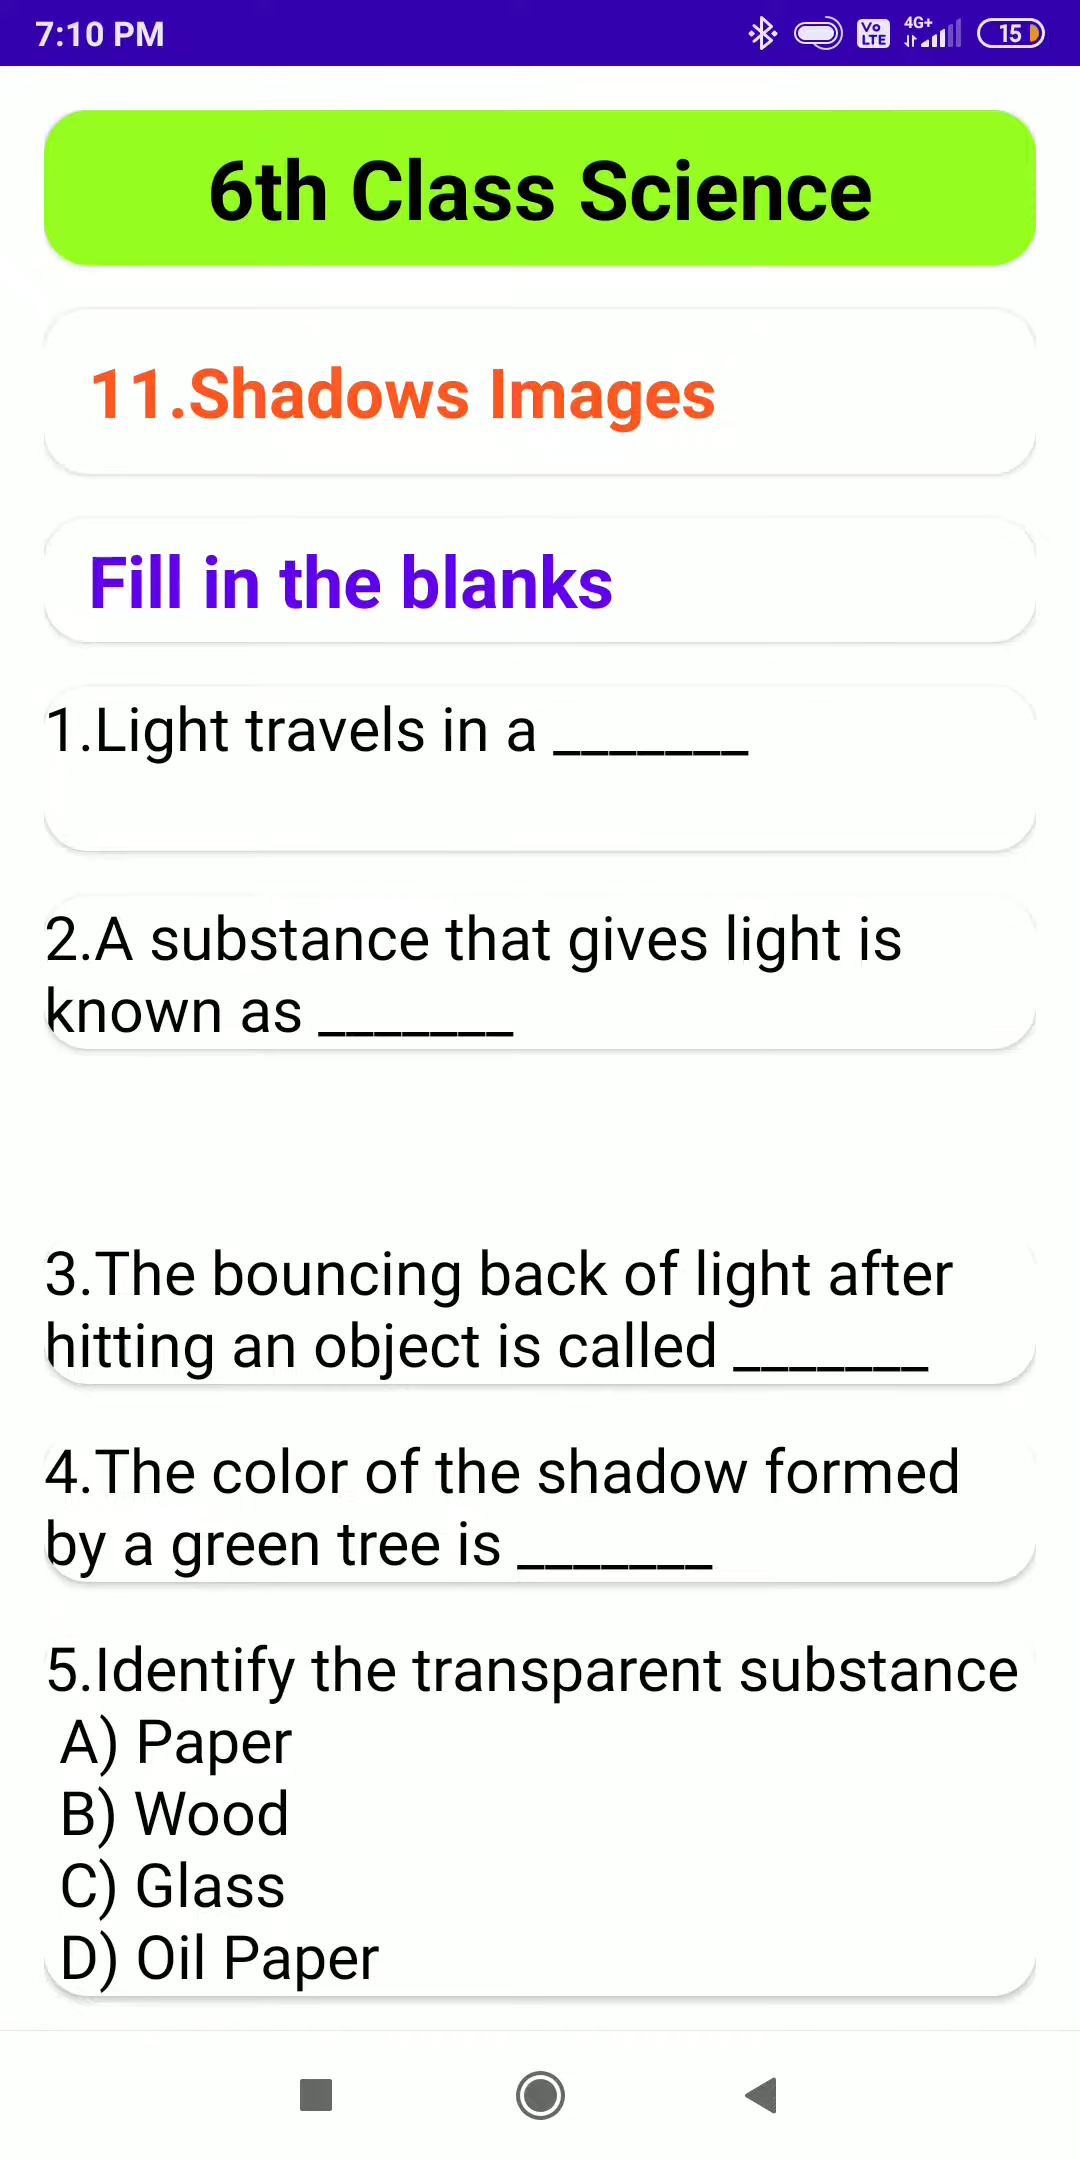 7:10 PM
Vo LTE
4G+
15
6th Class Science
11.Shadows Images
Fill in the blanks
1.Light travels in a _______
2.A substance that gives light is
known as _______
3.The bouncing back of light after
hitting an object is called _______
4.The color of the shadow formed
by a green tree is _______
5.Identify the transparent substance
A) Paper
B) Wood
C) Glass
D) Oil Paper